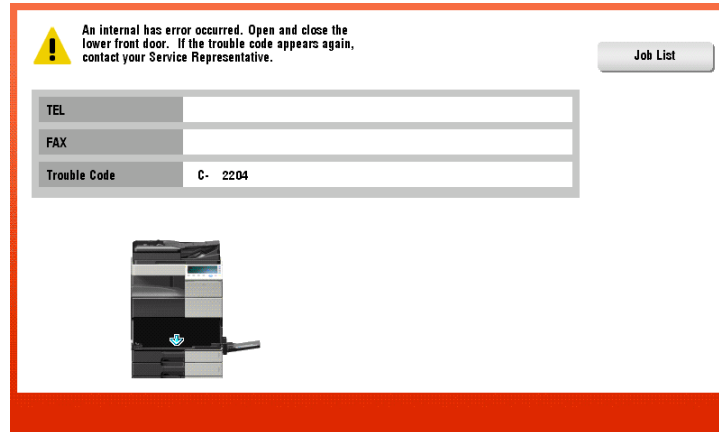 An internal has error occurred. Open and close the
lower front door. If the trouble code appears again,
contact your Service Representative.
Job List
TEL
FAX
Trouble Code C- 2204